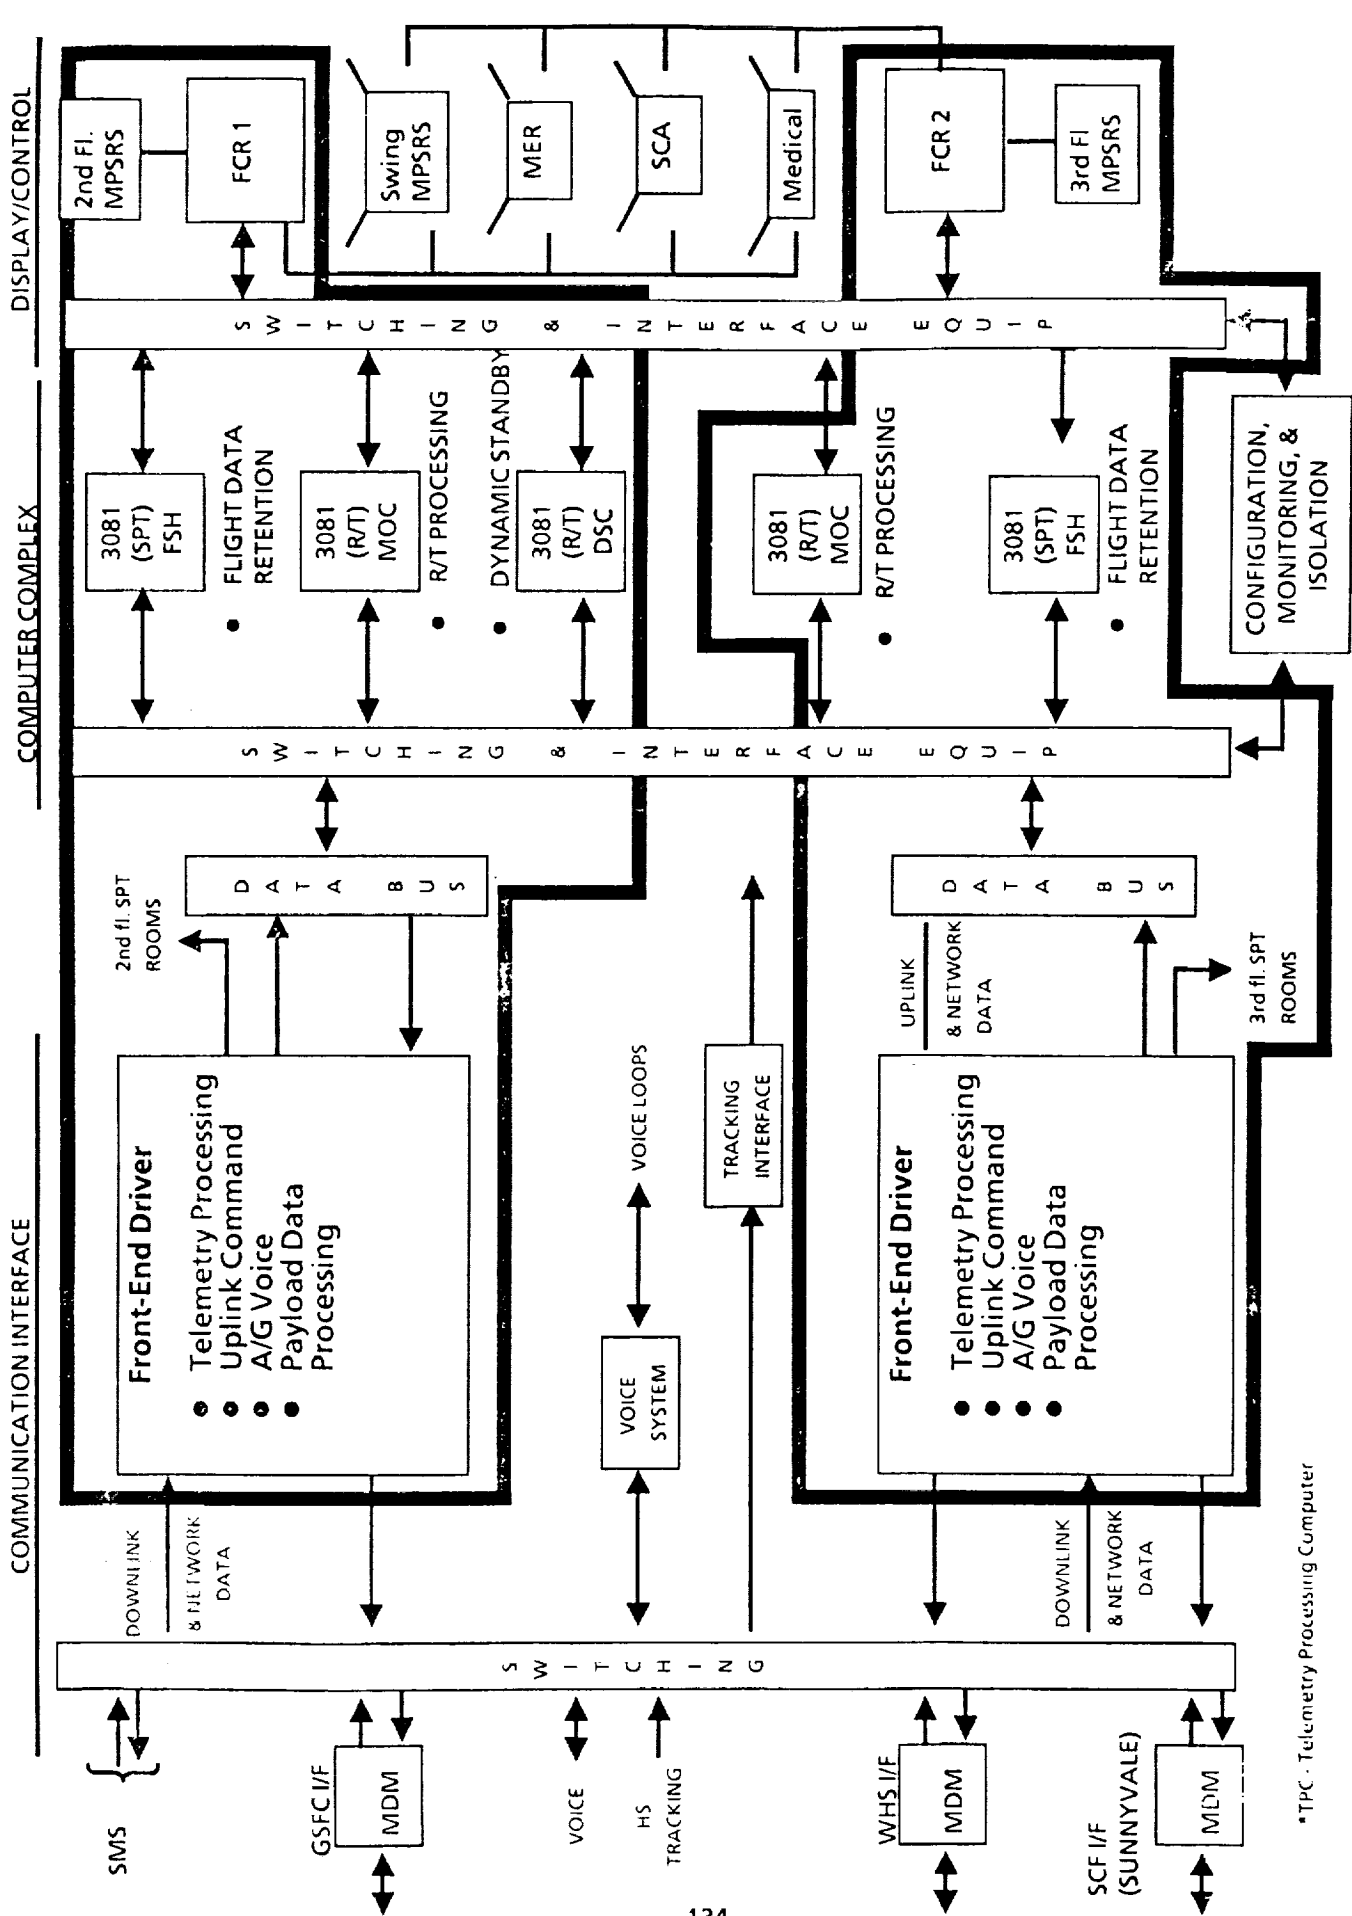 COMMUNICATION INTERFACE
COMPUTER COMPLEX
DISPLAY/CONTROL
SMS
GSFC I/F
MDM
VOICE
HS
TRACKING
WHS I/F
MDM
SCF I/F
(SUNNYVALE)
MDM
SWITCHING
DOWNLINK
& NETWORK
DATA
Front-End Driver
● Telemetry Processing
● Uplink Command
● A/G Voice
● Payload Data
Processing
2nd fl. SPT
ROOMS
DATA BUS
VOICE
SYSTEM
VOICE LOOPS
TRACKING
INTERFACE
DOWNLINK
& NETWORK
DATA
Front-End Driver
● Telemetry Processing
● Uplink Command
● A/G Voice
● Payload Data
Processing
UPLINK
& NETWORK
DATA
3rd fl. SPT
ROOMS
DATA BUS
SWITCHING & INTERFACE EQUIP
3081
(SPT)
FSH
● FLIGHT DATA
RETENTION
3081
(R/T)
MOC
● R/T PROCESSING
● DYNAMIC STANDBY
3081
(R/T)
DSC
3081
(R/T)
MOC
● R/T PROCESSING
3081
(SPT)
FSH
● FLIGHT DATA
RETENTION
CONFIGURATION,
MONITORING, &
ISOLATION
SWITCHING & INTERFACE EQUIP
2nd Fl.
MPSRS
FCR 1
Swing
MPSRS
MER
SCA
Medical
FCR 2
3rd Fl
MPSRS
*TPC - Telemetry Processing Computer
134